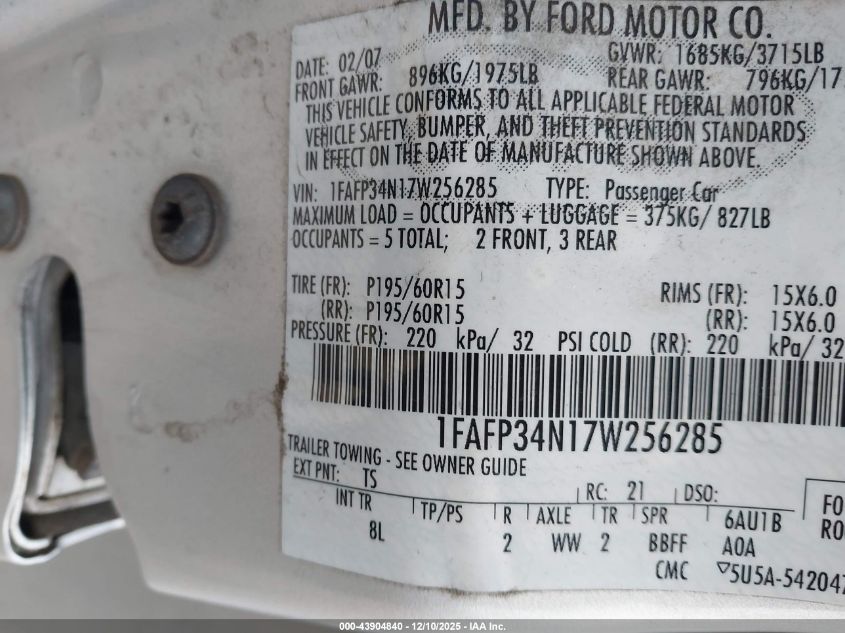 MFD. BY FORD MOTOR CO.
DATE: 02/07 GVWR: 1685KG/3715LB
FRONT GAWR: 896KG/1975LB REAR GAWR: 796KG/17
THIS VEHICLE CONFORMS TO ALL APPLICABLE FEDERAL MOTOR
VEHICLE SAFETY, BUMPER, AND THEFT PREVENTION STANDARDS
IN EFFECT ON THE DATE OF MANUFACTURE SHOWN ABOVE.
VIN: 1FAFP34N17W256285 TYPE: Passenger Car
MAXIMUM LOAD = OCCUPANTS + LUGGAGE = 375KG/ 827LB
OCCUPANTS = 5 TOTAL; 2 FRONT, 3 REAR
TIRE (FR): P195/60R15 RIMS (FR): 15X6.0
(RR): P195/60R15 (RR): 15X6.0
PRESSURE (FR): 220 kPa/ 32 PSI COLD (RR): 220 kPa/ 32
1FAFP34N17W256285
TRAILER TOWING - SEE OWNER GUIDE
EXT PNT: TS RC: 21 DSO:
INT TR TP/PS R AXLE TR SPR 6AU1B
8L 2 WW 2 BBFF A0A
CMC ▽5U5A-54204
FO
RO
000-43904840 - 12/10/2025 - IAA Inc.